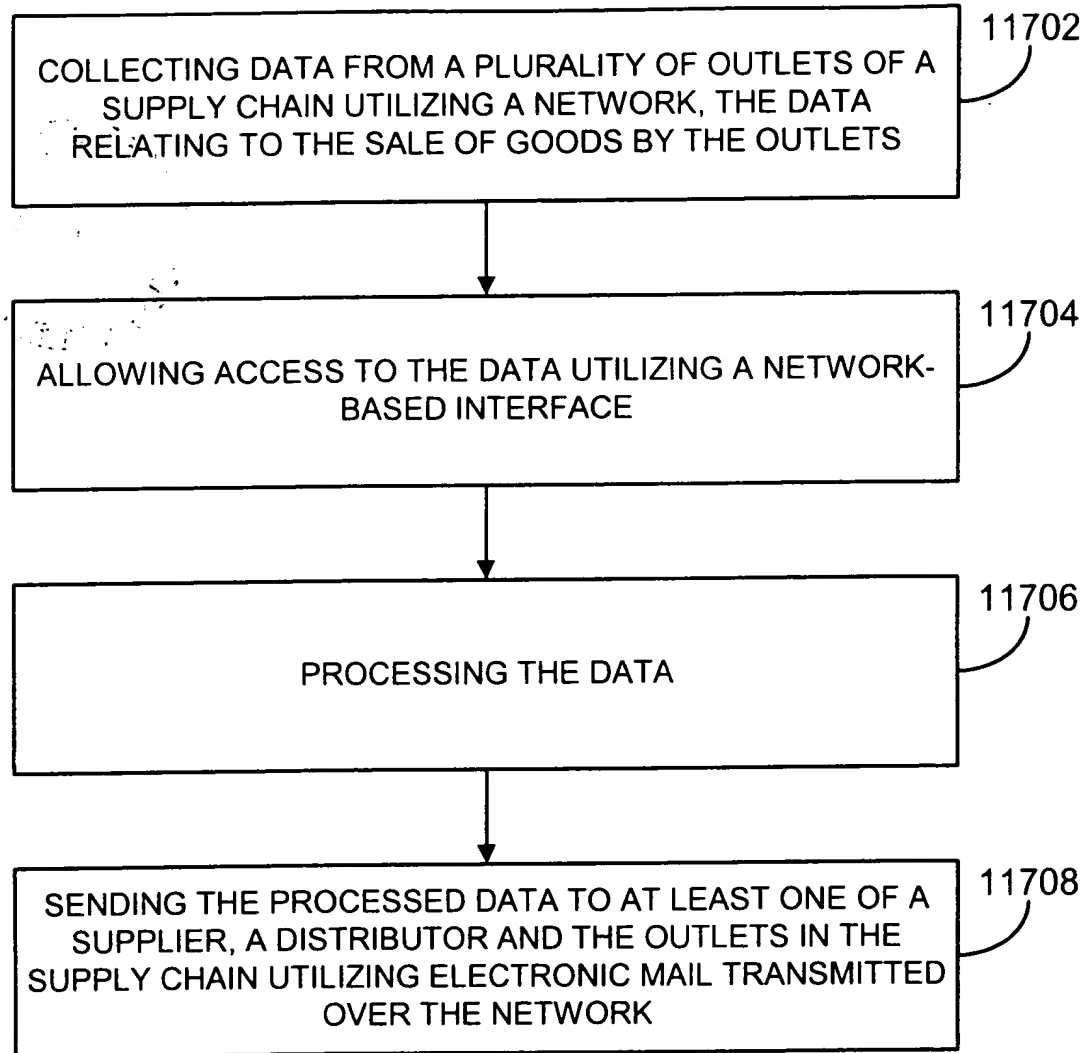 11702
COLLECTING DATA FROM A PLURALITY OF OUTLETS OF A
SUPPLY CHAIN UTILIZING A NETWORK, THE DATA
RELATING TO THE SALE OF GOODS BY THE OUTLETS
11704
ALLOWING ACCESS TO THE DATA UTILIZING A NETWORK-
BASED INTERFACE
11706
PROCESSING THE DATA
11708
SENDING THE PROCESSED DATA TO AT LEAST ONE OF A
SUPPLIER, A DISTRIBUTOR AND THE OUTLETS IN THE
SUPPLY CHAIN UTILIZING ELECTRONIC MAIL TRANSMITTED
OVER THE NETWORK